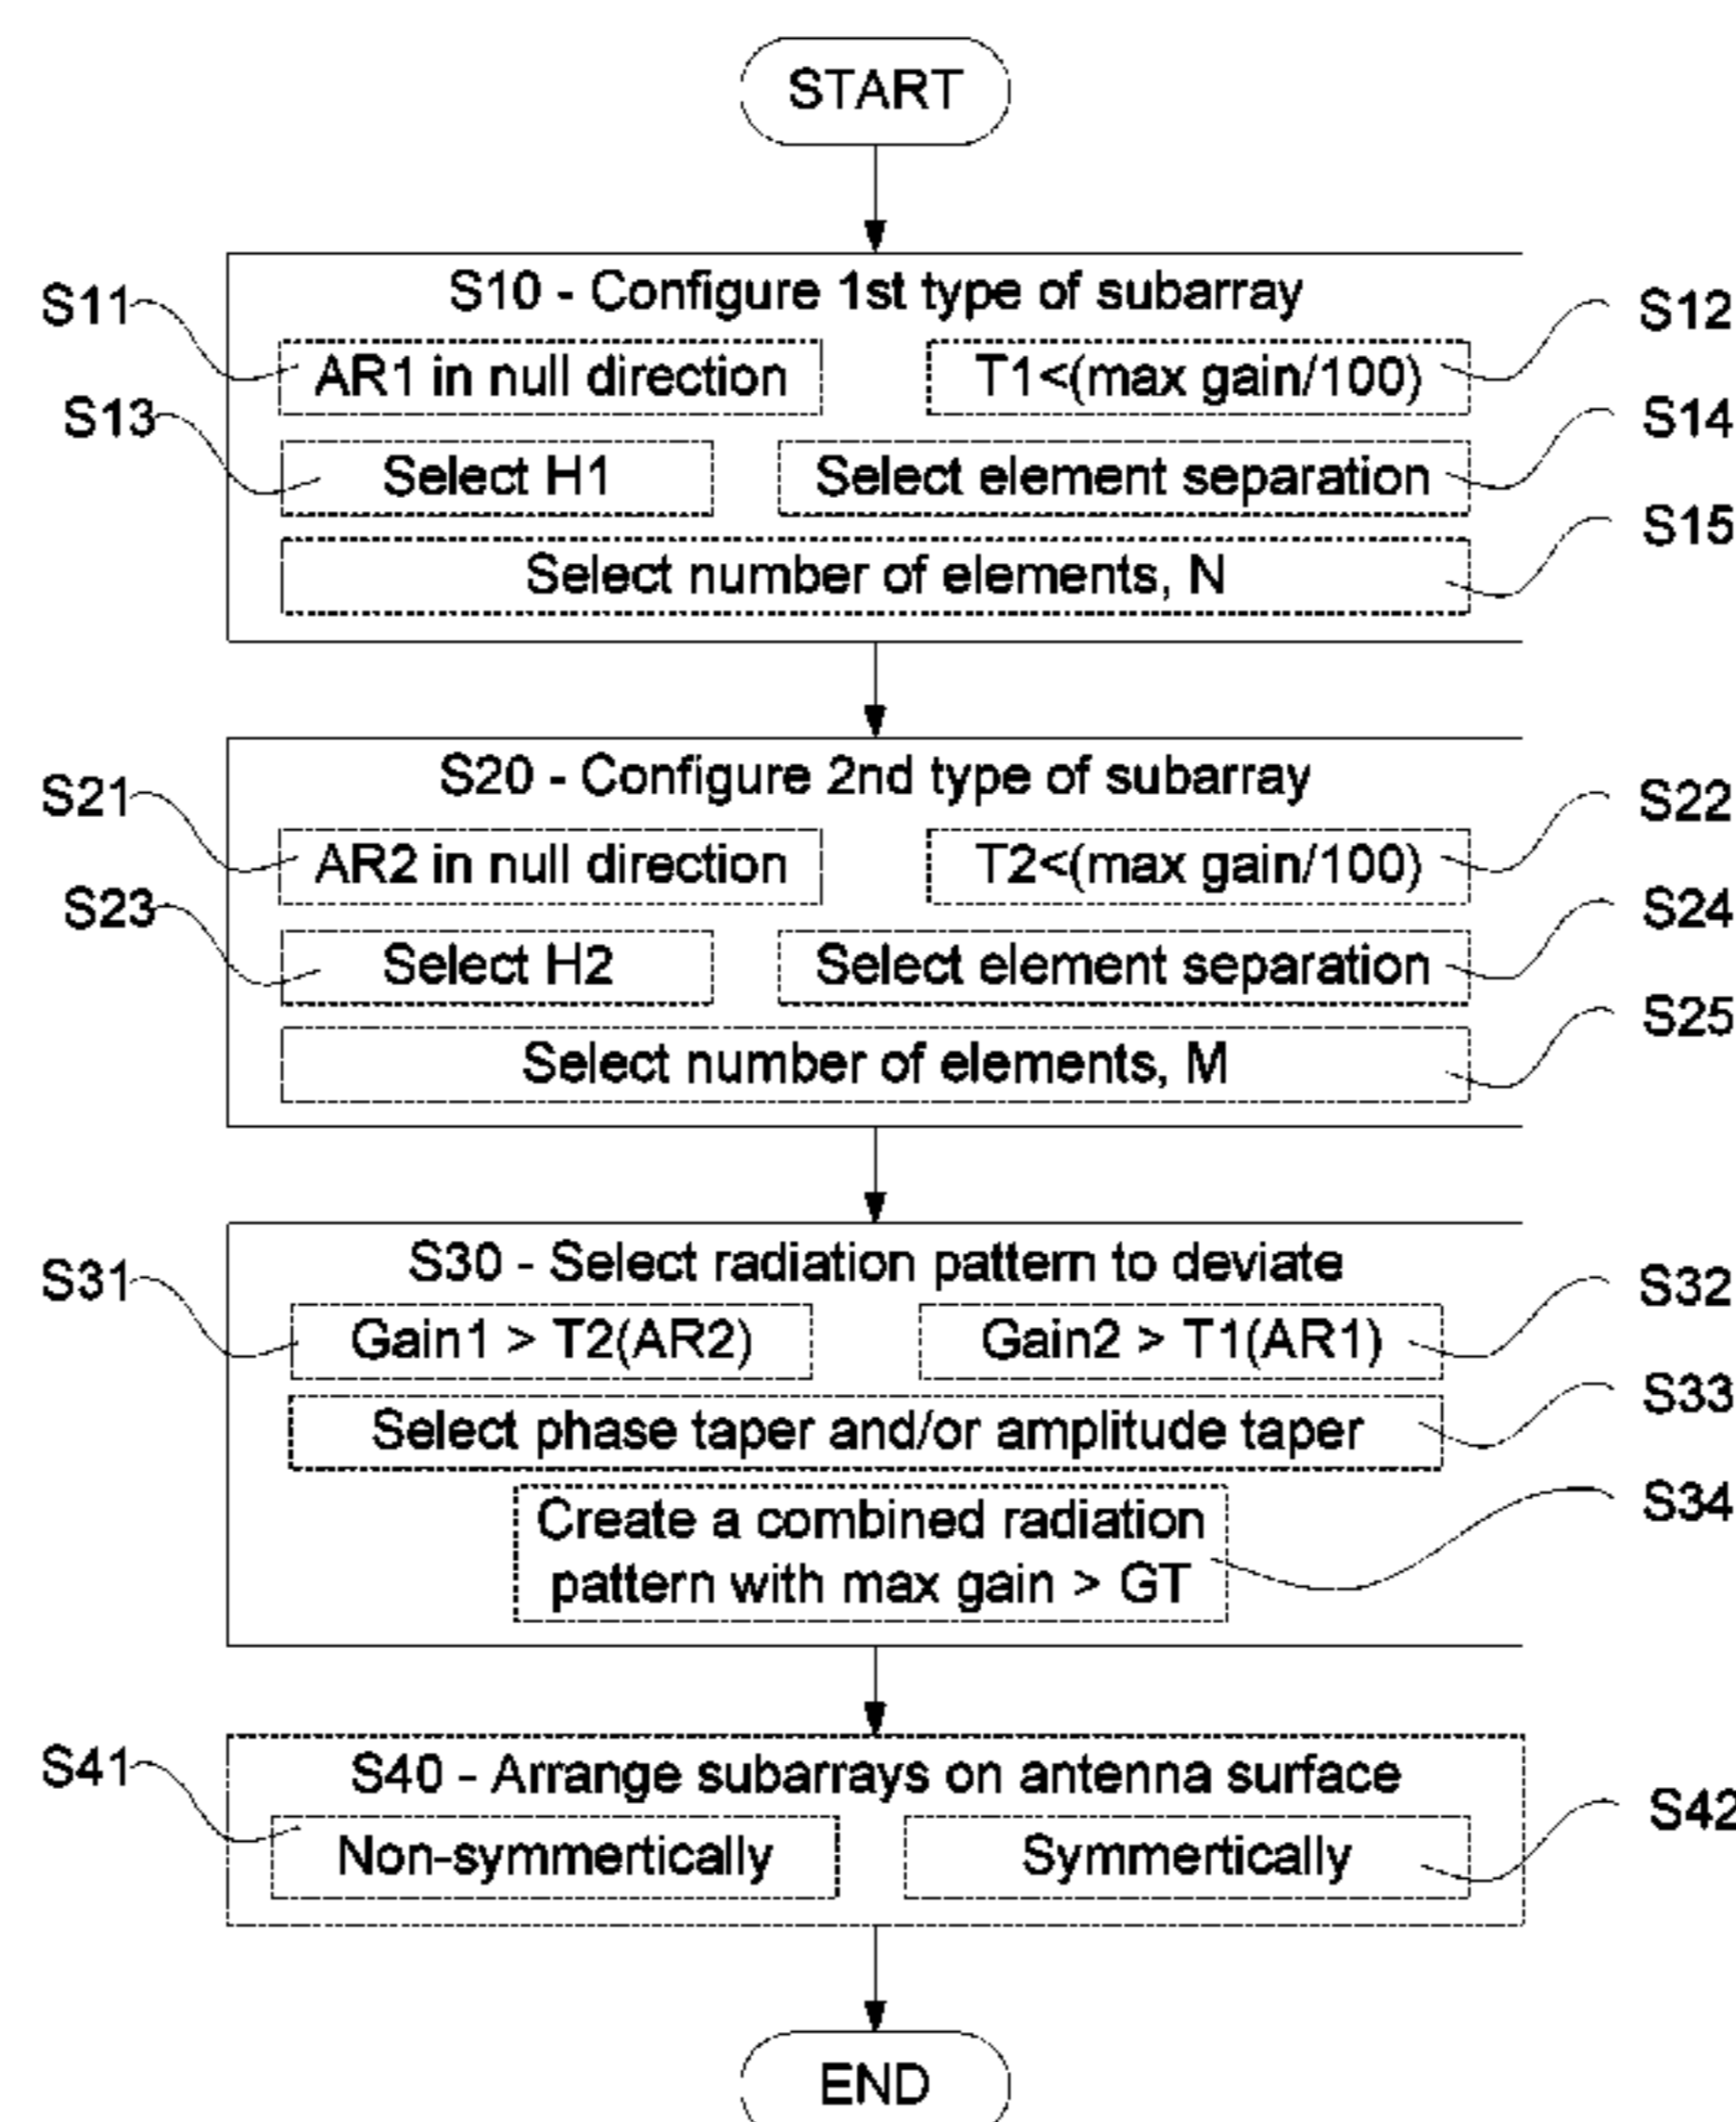 START
S10 - Configure 1st type of subarray
S11
S12
AR1 in null direction
T1<(max gain/100)
S13
S14
Select H1
Select element separation
S15
Select number of elements, N
S20 - Configure 2nd type of subarray
S21
S22
AR2 in null direction
T2<(max gain/100)
S23
S24
Select H2
Select element separation
S25
Select number of elements, M
S30 - Select radiation pattern to deviate
S31
S32
Gain1 > T2(AR2)
Gain2 > T1(AR1)
S33
Select phase taper and/or amplitude taper
S34
Create a combined radiation
pattern with max gain > GT
S41
S40 - Arrange subarrays on antenna surface
S42
Non-symmertically
Symmertically
END